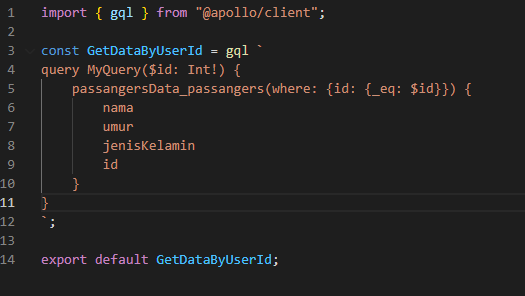 1 import { gql } from "@apollo/client";
2
3 const GetDataByUserId = gql `
4 query MyQuery($id: Int!) {
5     passangersData_passangers(where: {id: {_eq: $id}}) {
6         nama
7         umur
8         jenisKelamin
9         id
10     }
11 }
12 `;
13
14 export default GetDataByUserId;